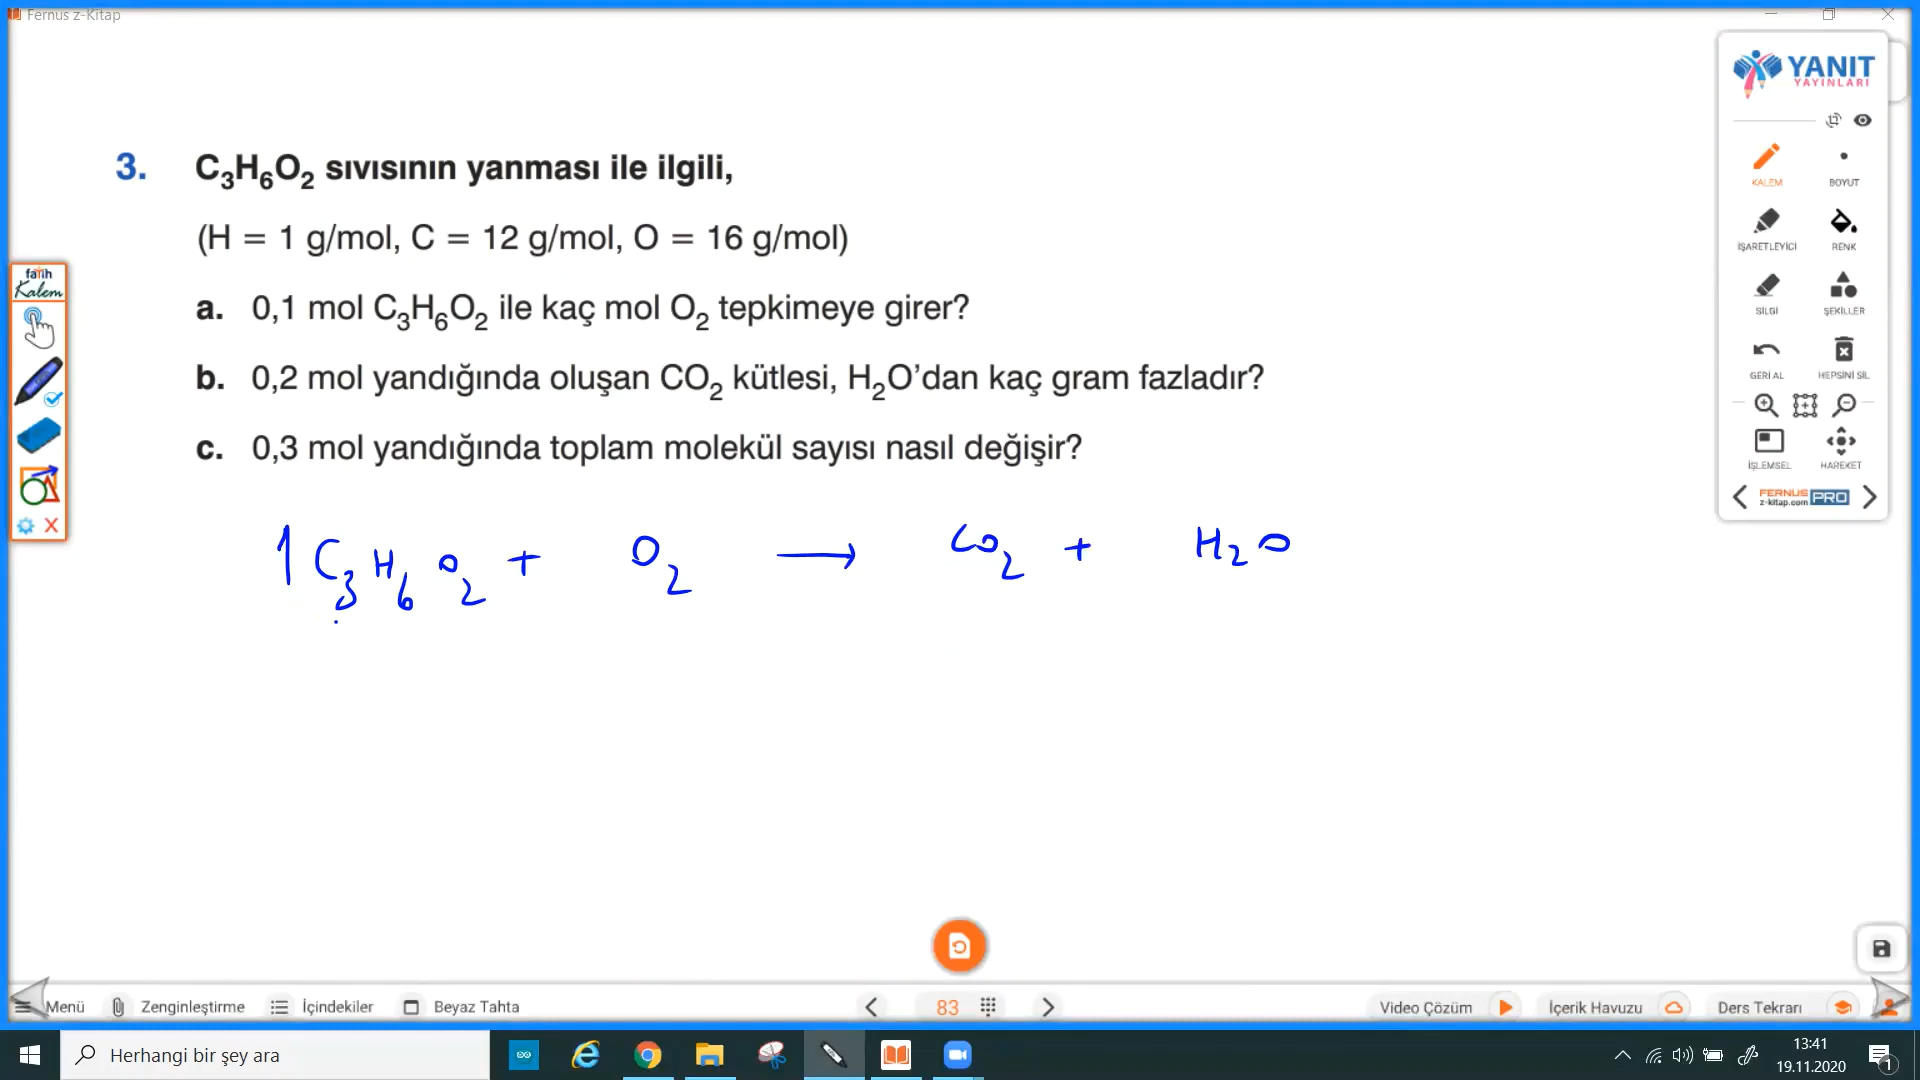 Fernus z-Kitap
YANIT
YAYINLARI
KALEM
BOYUT
İŞARETLEYİCİ
RENK
SİLGİ
ŞEKİLLER
GERİ AL
HEPSİNİ SİL
İŞLEMSEL
HAREKET
FERNUS
z-kitap.com PRO
fatih
Kalem
3. C₃H₆O₂ sıvısının yanması ile ilgili,
(H = 1 g/mol, C = 12 g/mol, O = 16 g/mol)
a. 0,1 mol C₃H₆O₂ ile kaç mol O₂ tepkimeye girer?
b. 0,2 mol yandığında oluşan CO₂ kütlesi, H₂O'dan kaç gram fazladır?
c. 0,3 mol yandığında toplam molekül sayısı nasıl değişir?
1 C₃H₆O₂ + O₂ → CO₂ + H₂O
Menü Zenginleştirme İçindekiler Beyaz Tahta 83 Video Çözüm İçerik Havuzu Ders Tekrarı
Herhangi bir şey ara
13:41
19.11.2020
1